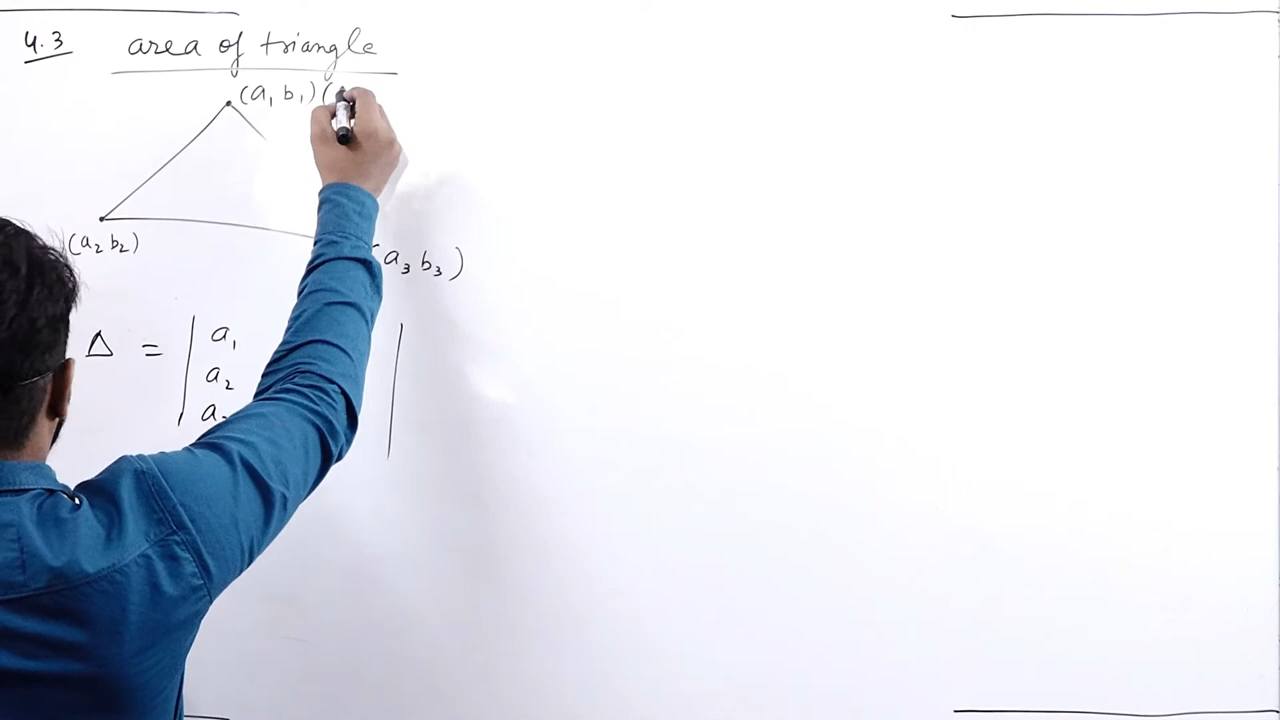 4.3 area of triangle
(a₁ b₁) (
(a₂ b₂)
(a₃ b₃)
Δ = | a₁ |
a₂
a